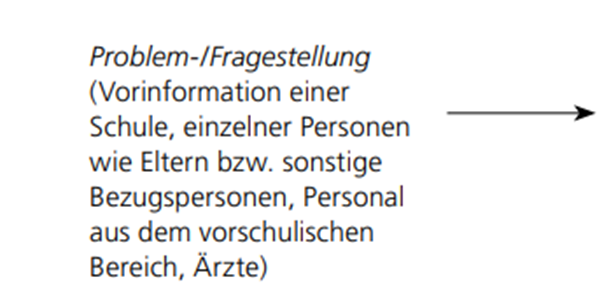 Problem-/Fragestellung
(Vorinformation einer
Schule, einzelner Personen
wie Eltern bzw. sonstige
Bezugspersonen, Personal
aus dem vorschulischen
Bereich, Ärzte)